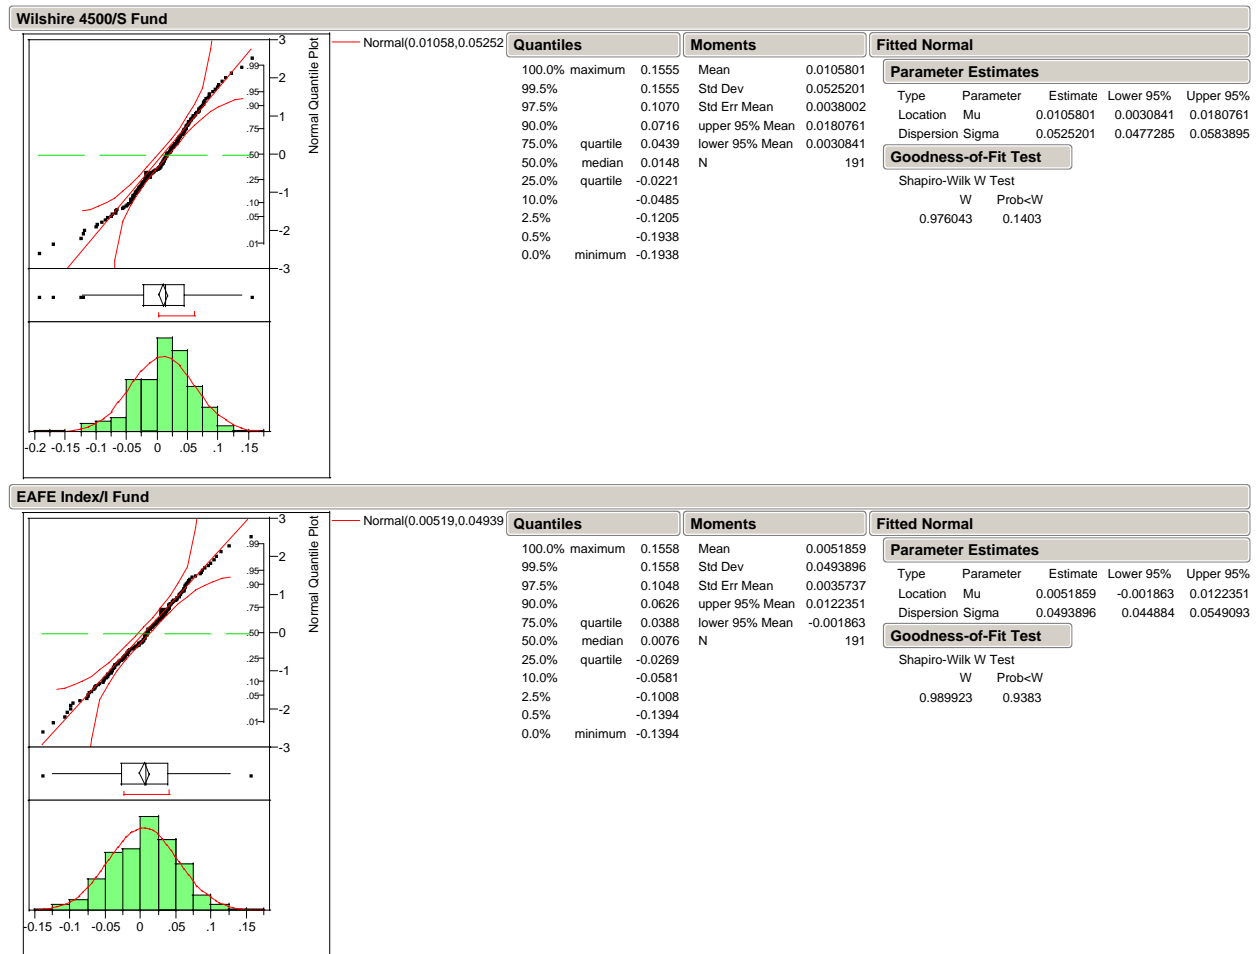 Wilshire 4500/S Fund
3
2
1
0
-1
-2
-3
.99
.95
.90
.75
.50
.25
.10
.05
.01
Normal Quantile Plot
-0.2 -0.15 -0.1 -0.05 0 .05 .1 .15
Normal(0.01058,0.05252)
Quantiles
100.0% maximum 0.1555
99.5% 0.1555
97.5% 0.1070
90.0% 0.0716
75.0% quartile 0.0439
50.0% median 0.0148
25.0% quartile -0.0221
10.0% -0.0485
2.5% -0.1205
0.5% -0.1938
0.0% minimum -0.1938
Moments
Mean 0.0105801
Std Dev 0.0525201
Std Err Mean 0.0038002
upper 95% Mean 0.0180761
lower 95% Mean 0.0030841
N 191
Fitted Normal
Parameter Estimates
Type Parameter Estimate Lower 95% Upper 95%
Location Mu 0.0105801 0.0030841 0.0180761
Dispersion Sigma 0.0525201 0.0477285 0.0583895
Goodness-of-Fit Test
Shapiro-Wilk W Test
W Prob<W
0.976043 0.1403
EAFE Index/I Fund
3
2
1
0
-1
-2
-3
.99
.95
.90
.75
.50
.25
.10
.05
.01
Normal Quantile Plot
-0.15 -0.1 -0.05 0 .05 .1 .15
Normal(0.00519,0.04939
Quantiles
100.0% maximum 0.1558
99.5% 0.1558
97.5% 0.1048
90.0% 0.0626
75.0% quartile 0.0388
50.0% median 0.0076
25.0% quartile -0.0269
10.0% -0.0581
2.5% -0.1008
0.5% -0.1394
0.0% minimum -0.1394
Moments
Mean 0.0051859
Std Dev 0.0493896
Std Err Mean 0.0035737
upper 95% Mean 0.0122351
lower 95% Mean -0.001863
N 191
Fitted Normal
Parameter Estimates
Type Parameter Estimate Lower 95% Upper 95%
Location Mu 0.0051859 -0.001863 0.0122351
Dispersion Sigma 0.0493896 0.044884 0.0549093
Goodness-of-Fit Test
Shapiro-Wilk W Test
W Prob<W
0.989923 0.9383